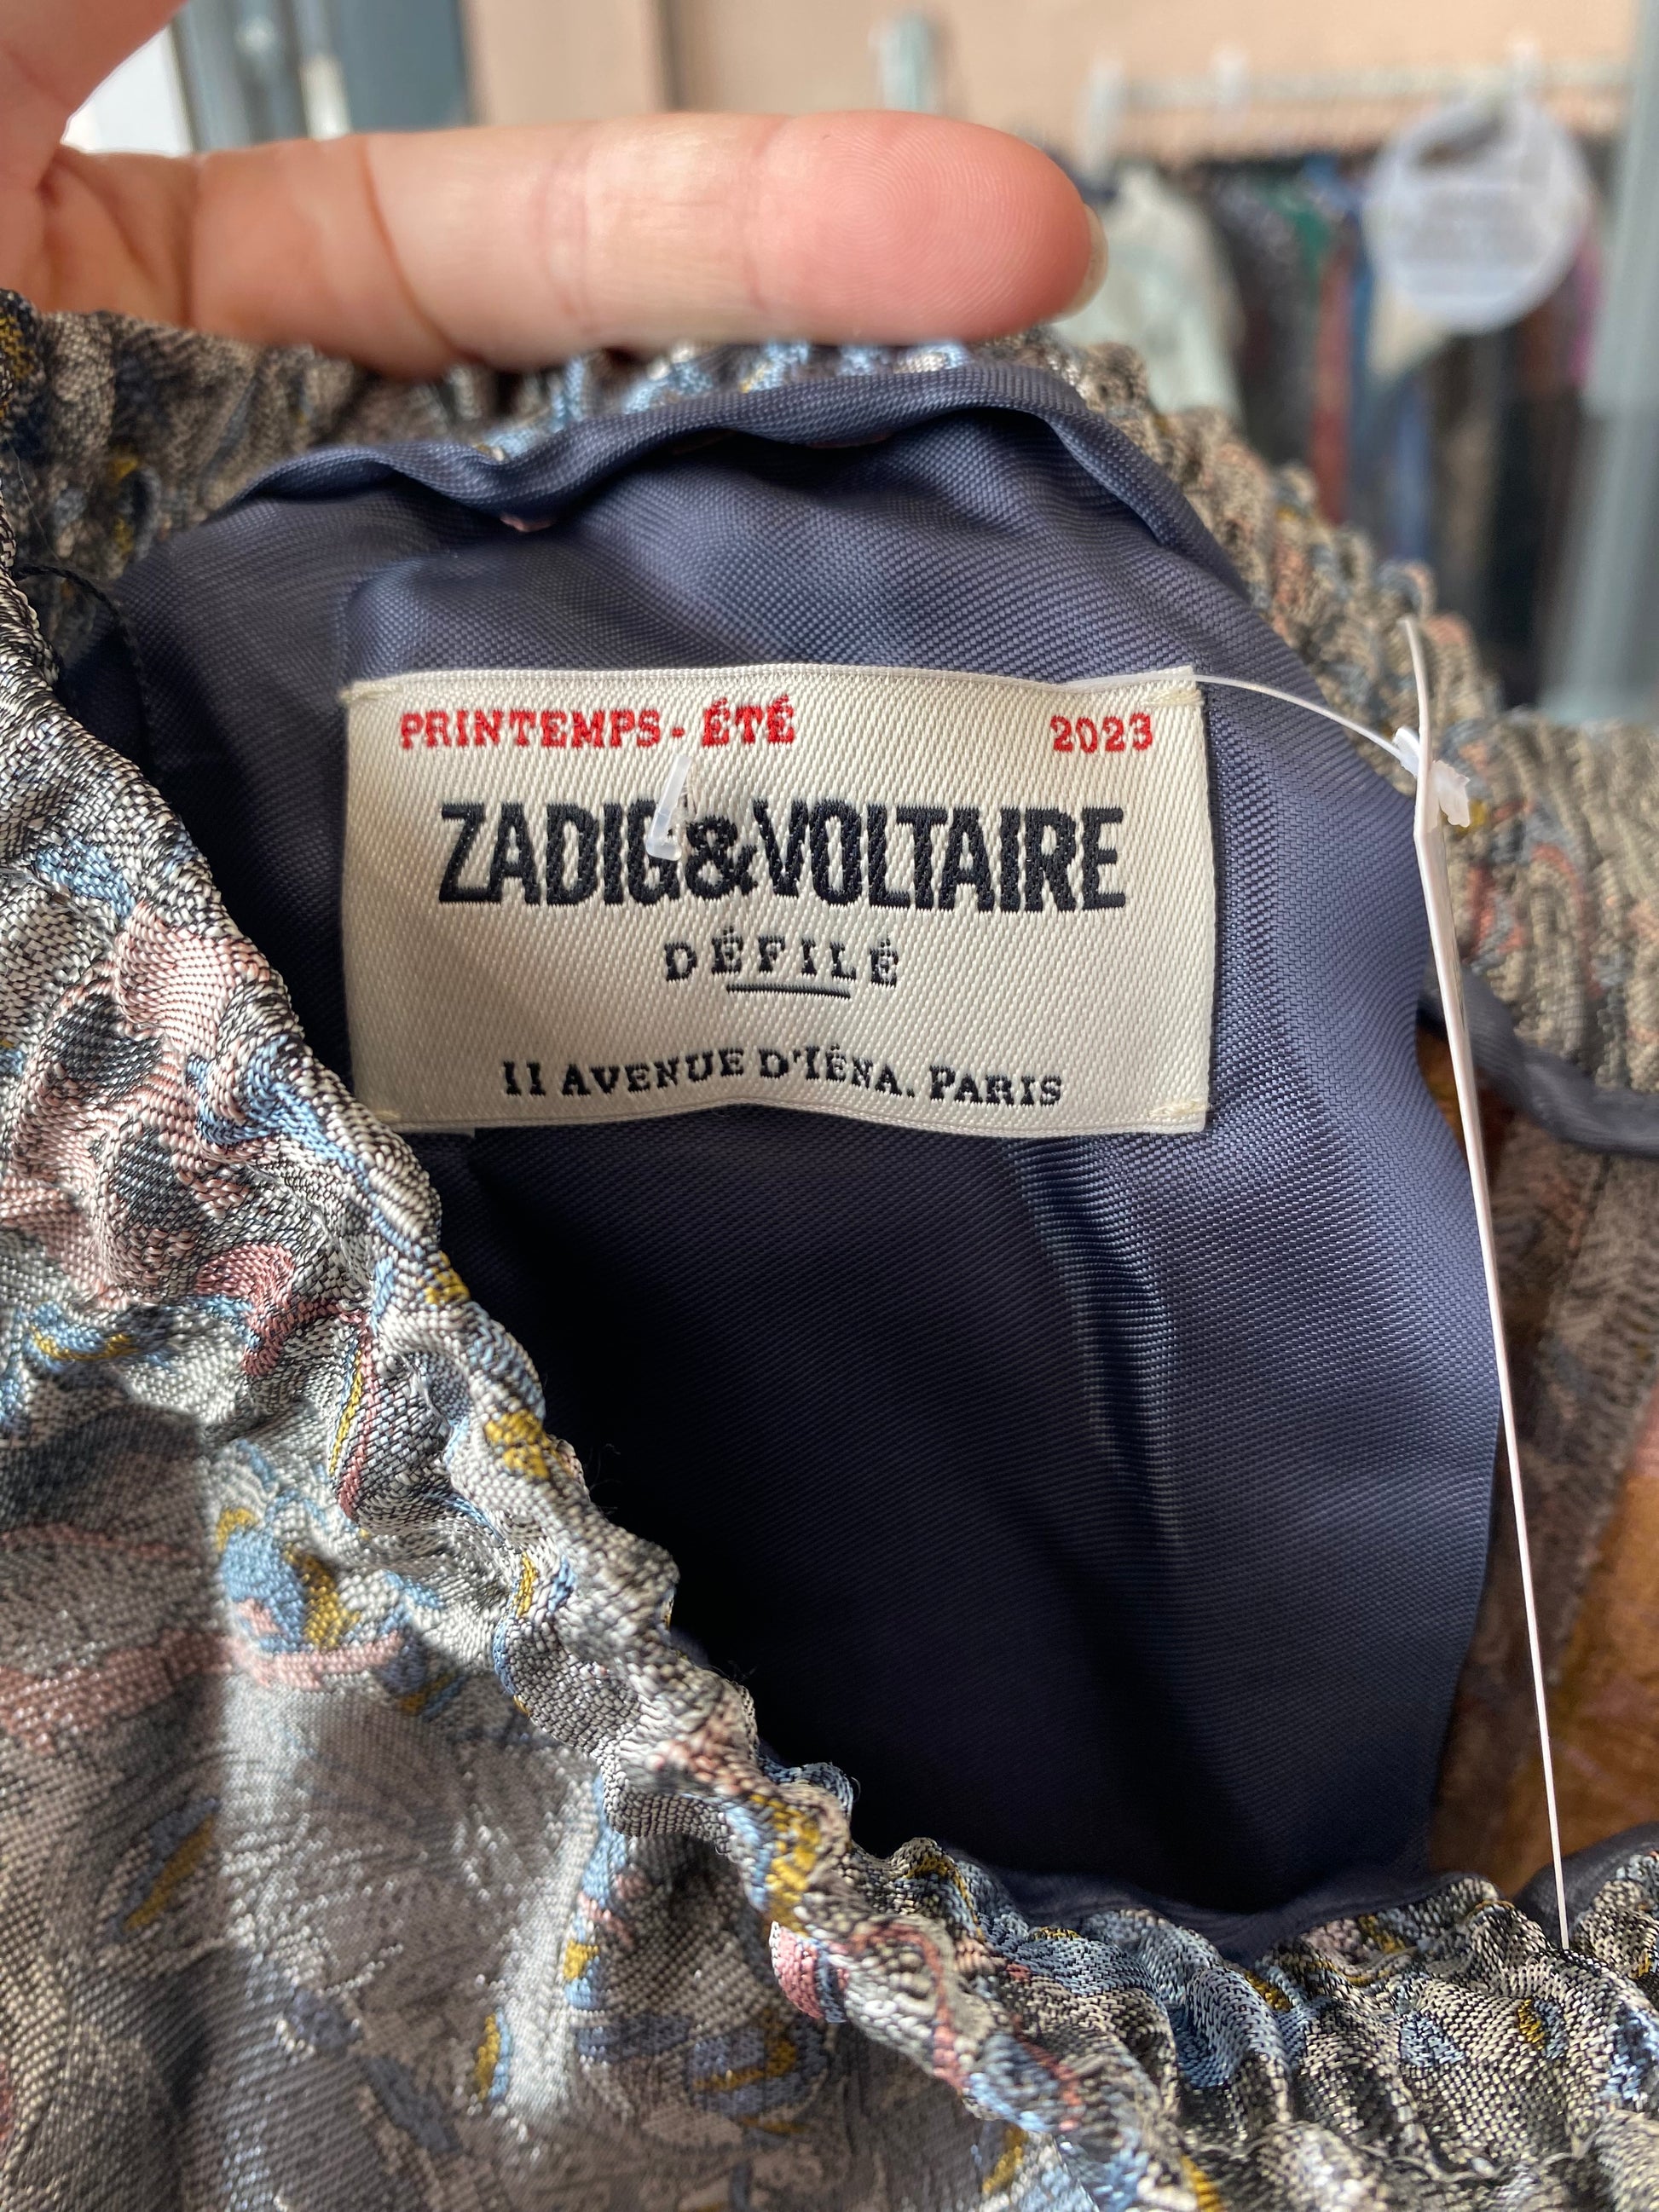 PRINTEMPS - ÉTÉ 2023
ZADIG&VOLTAIRE
DÉFILÉ
11 AVENUE D'IÉNA. PARIS